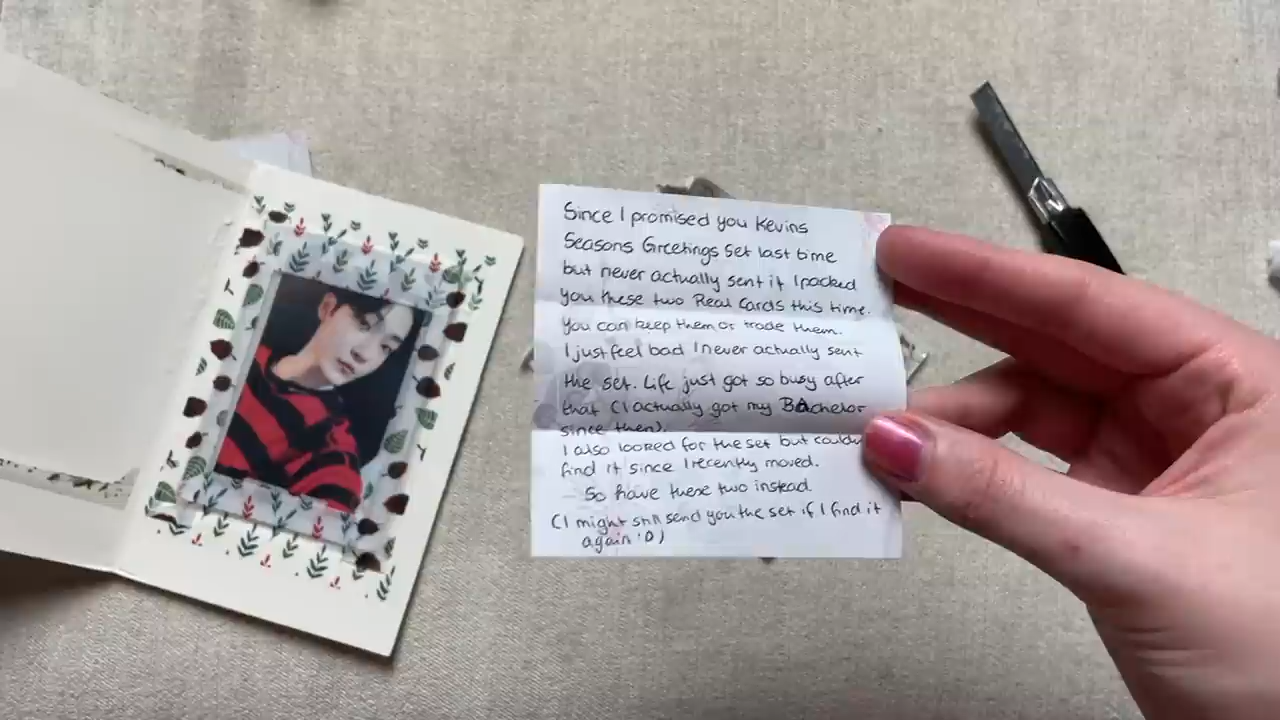 Since I promised you Kevins
Seasons Greetings Set last time
but never actually sent it I packed
you these two Real Cards this time.
You can keep them or trade them.
I just feel bad I never actually sent
the set. Life just got so busy after
that (I actually got my BAchelor
since then).
I also looked for the set but couldn
find it since I recently moved.
So have these two instead.
(I might still send you the set if I find it
again :D)